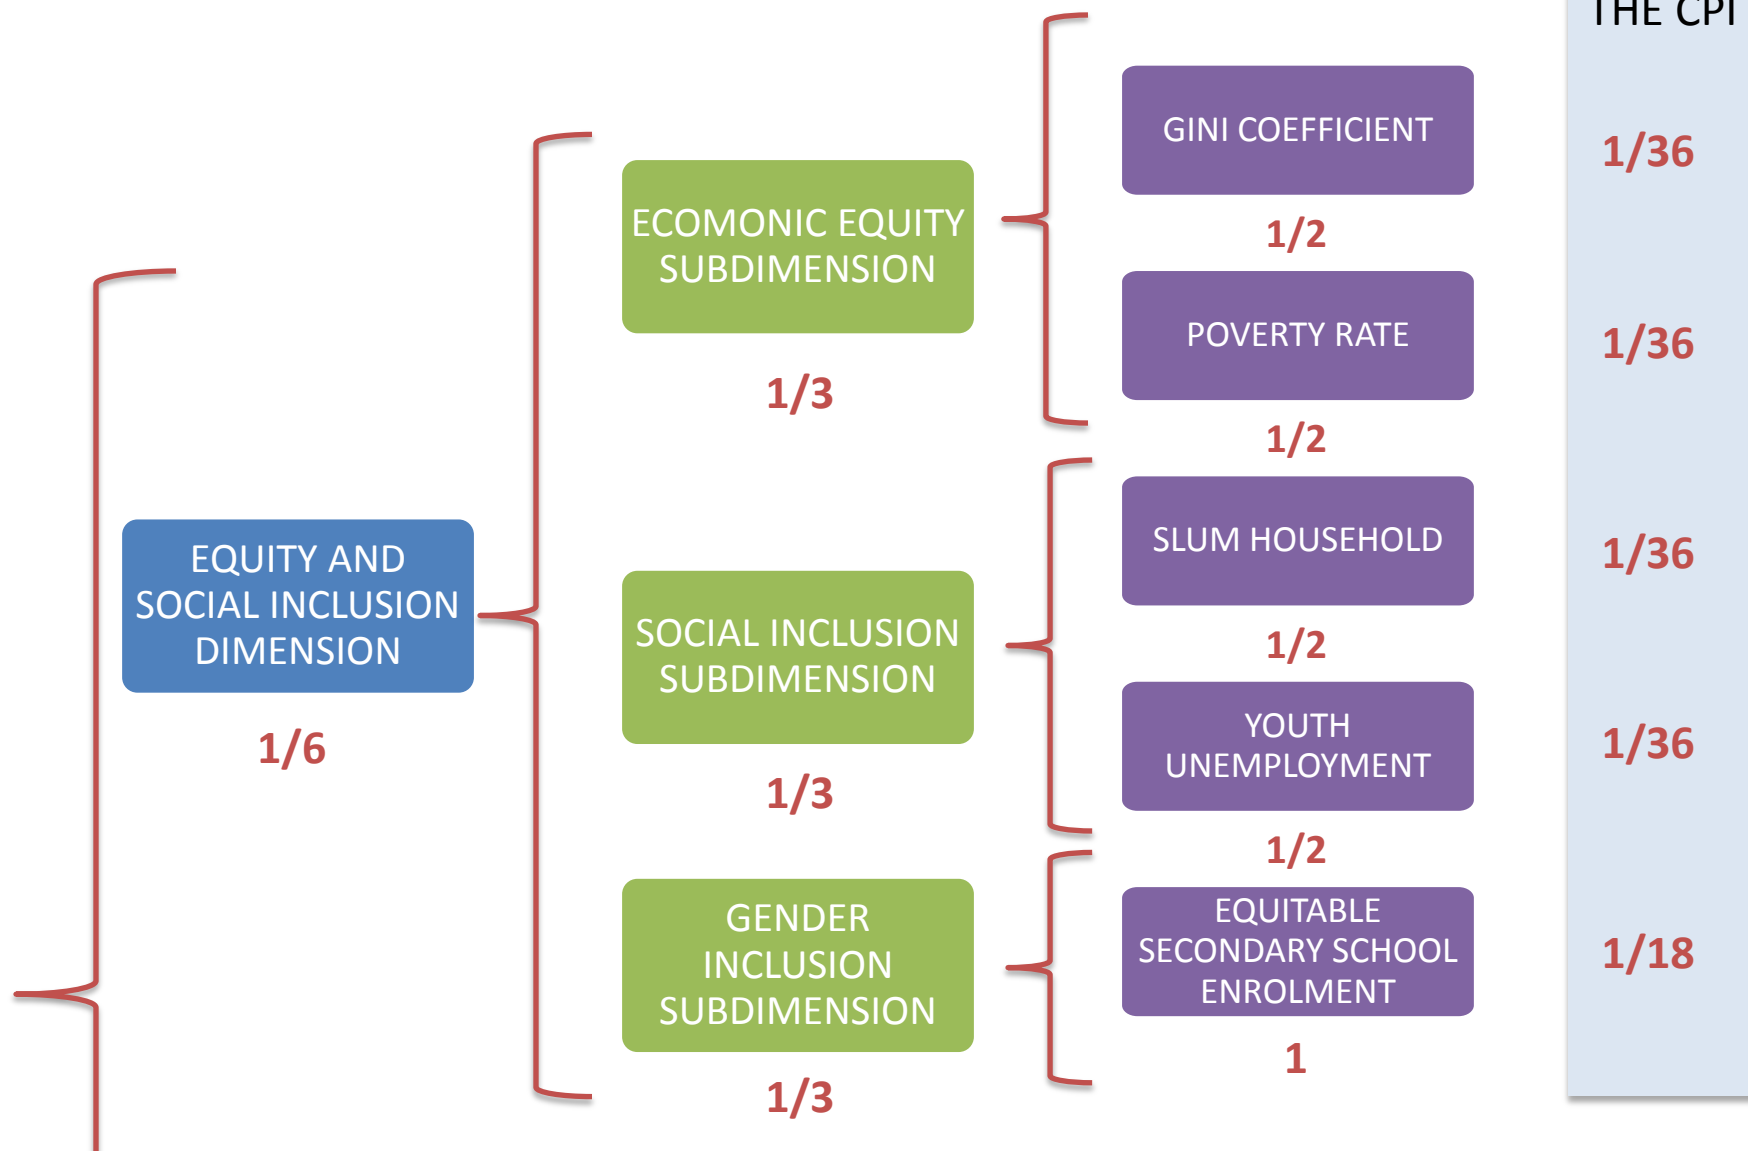 THE CPI
GINI COEFFICIENT
1/36
1/2
ECOMONIC EQUITY
SUBDIMENSION
1/3
POVERTY RATE
1/36
1/2
EQUITY AND
SOCIAL INCLUSION
DIMENSION
1/6
SLUM HOUSEHOLD
1/36
1/2
SOCIAL INCLUSION
SUBDIMENSION
1/3
YOUTH
UNEMPLOYMENT
1/36
1/2
GENDER
INCLUSION
SUBDIMENSION
1/3
EQUITABLE
SECONDARY SCHOOL
ENROLMENT
1/18
1